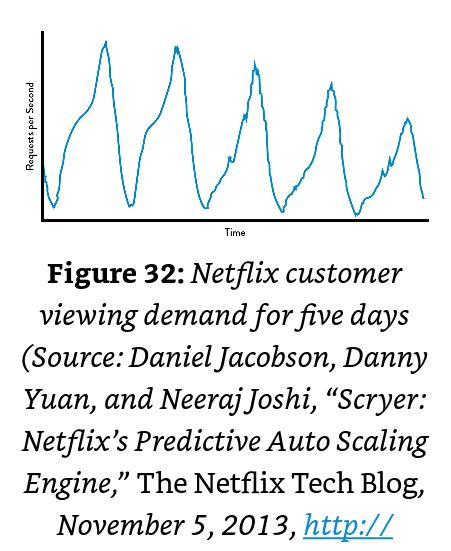 Requests per Second
Time
Figure 32: Netflix customer
viewing demand for five days
(Source: Daniel Jacobson, Danny
Yuan, and Neeraj Joshi, “Scryer:
Netflix’s Predictive Auto Scaling
Engine,” The Netflix Tech Blog,
November 5, 2013, http://